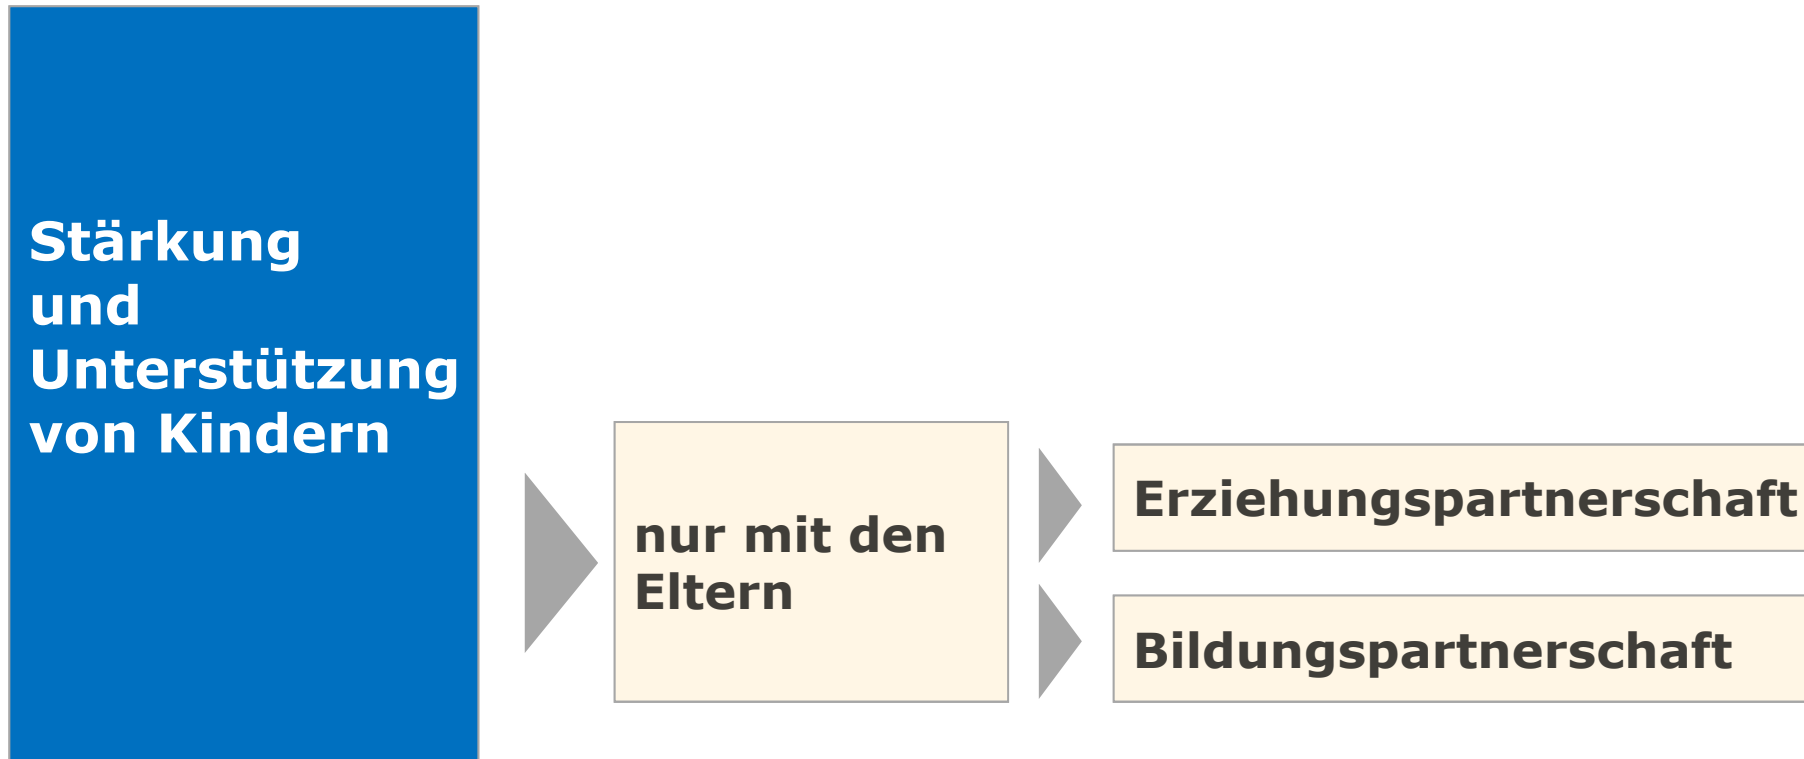 Stärkung
und
Unterstützung
von Kindern
nur mit den
Eltern
Erziehungspartnerschaft
Bildungspartnerschaft